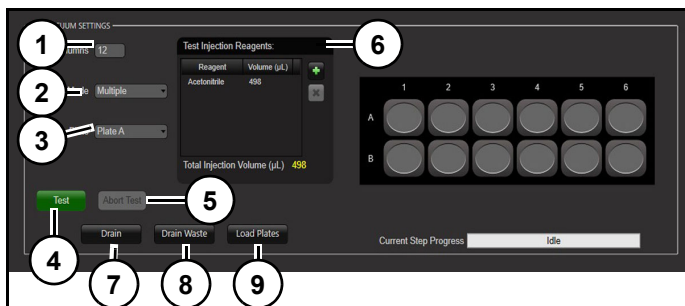 UUM SETTINGS
1
umns 12
Test Injection Reagents:
6
Reagent Volume (µL)
Acetonitrile 498
2
Multiple
3
Plate A
1 2 3 4 5 6
A
B
Total Injection Volume (µL) 498
Test Abort Test
5
Drain Drain Waste Load Plates
Current Step Progress Idle
4
7
8
9